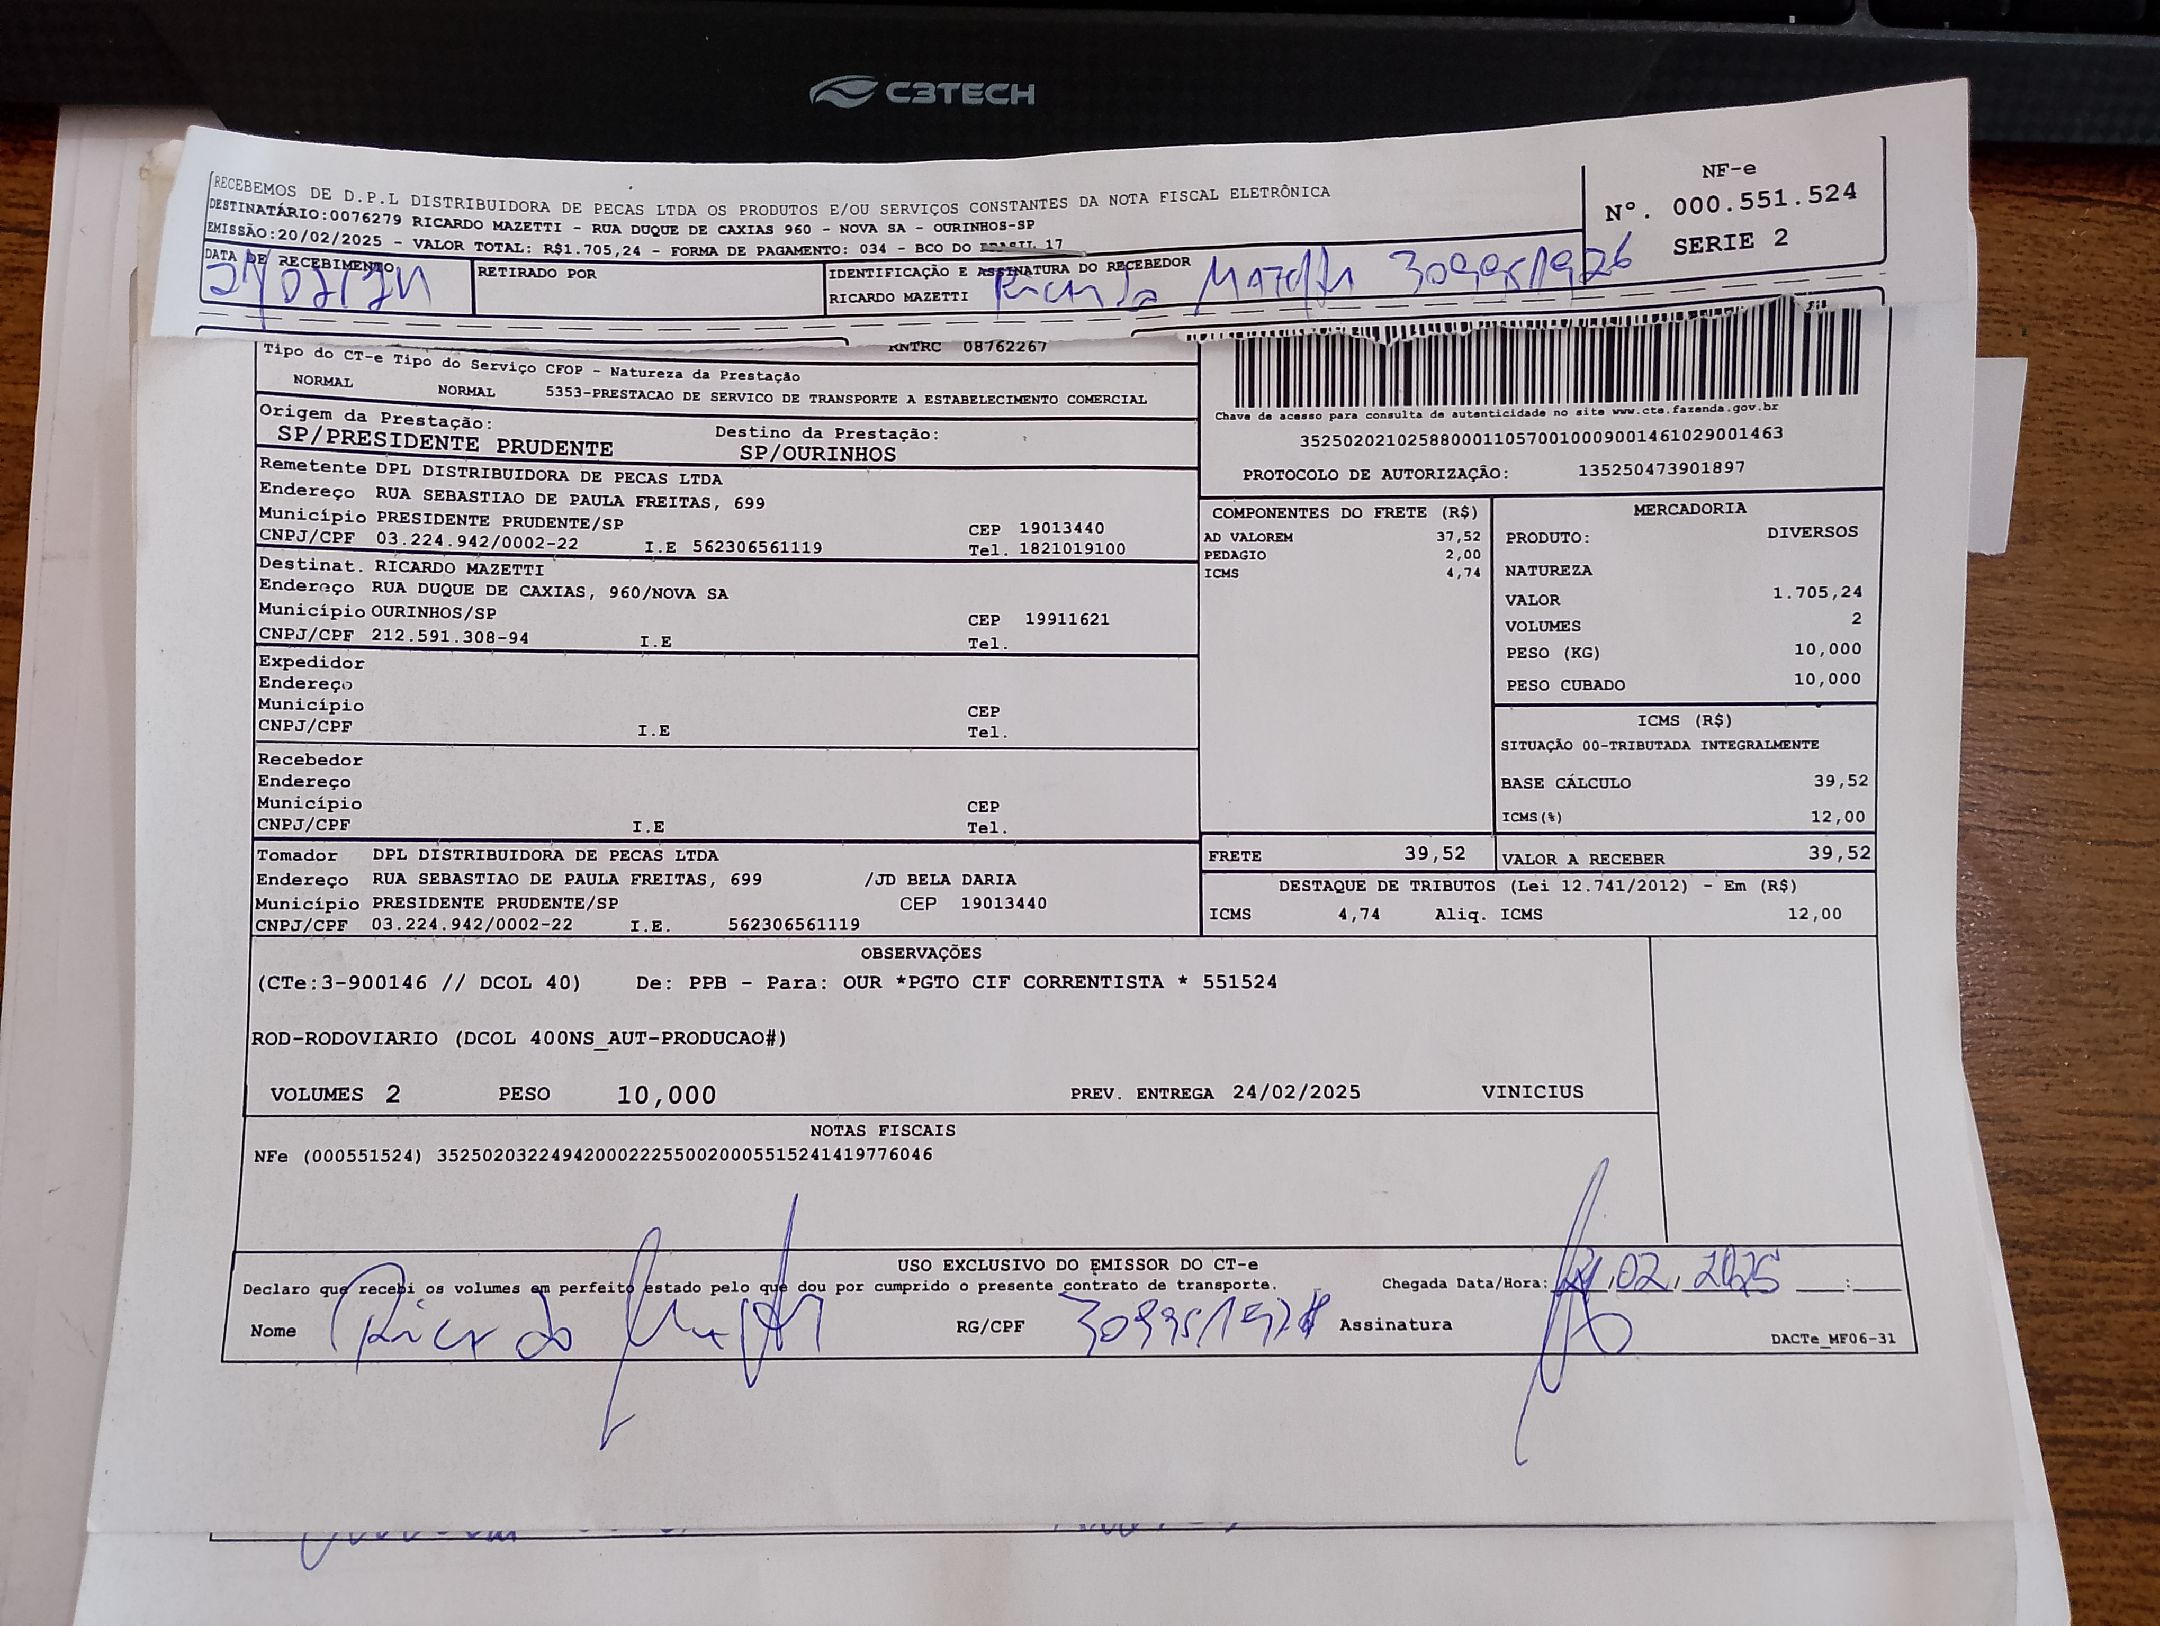 C3TECH
RECEBEMOS DE D.P.L DISTRIBUIDORA DE PECAS LTDA OS PRODUTOS E/OU SERVIÇOS CONSTANTES DA NOTA FISCAL ELETRÔNICA
DESTINATÁRIO:0076279 RICARDO MAZETTI - RUA DUQUE DE CAXIAS 960 - NOVA SA - OURINHOS-SP
EMISSÃO:20/02/2025 - VALOR TOTAL: R$1.705,24 - FORMA DE PAGAMENTO: 034 - BCO DO BRASIL 17
NF-e
Nº. 000.551.524
SERIE 2
DATA DE RECEBIMENTO
RETIRADO POR
IDENTIFICAÇÃO E ASSINATURA DO RECEBEDOR
RICARDO MAZETTI Ricardo
RNTRC 08762267
Tipo do CT-e Tipo do Serviço CFOP - Natureza da Prestação
NORMAL NORMAL 5353-PRESTACAO DE SERVICO DE TRANSPORTE A ESTABELECIMENTO COMERCIAL
Origem da Prestação: Destino da Prestação:
SP/PRESIDENTE PRUDENTE SP/OURINHOS
Remetente DPL DISTRIBUIDORA DE PECAS LTDA
Endereço RUA SEBASTIAO DE PAULA FREITAS, 699
Município PRESIDENTE PRUDENTE/SP CEP 19013440
CNPJ/CPF 03.224.942/0002-22 I.E 562306561119 Tel. 1821019100
Destinat. RICARDO MAZETTI
Endereço RUA DUQUE DE CAXIAS, 960/NOVA SA
Município OURINHOS/SP CEP 19911621
CNPJ/CPF 212.591.308-94 I.E Tel.
Expedidor
Endereço
Município CEP
CNPJ/CPF I.E Tel.
Recebedor
Endereço
Município CEP
CNPJ/CPF I.E Tel.
Tomador DPL DISTRIBUIDORA DE PECAS LTDA
Endereço RUA SEBASTIAO DE PAULA FREITAS, 699 /JD BELA DARIA
Município PRESIDENTE PRUDENTE/SP CEP 19013440
CNPJ/CPF 03.224.942/0002-22 I.E. 562306561119
Chave de acesso para consulta de autenticidade no site www.cte.fazenda.gov.br
35250202102588000110570010009001461029001463
PROTOCOLO DE AUTORIZAÇÃO: 135250473901897
COMPONENTES DO FRETE (R$)
AD VALOREM 37,52
PEDAGIO 2,00
ICMS 4,74
MERCADORIA
PRODUTO: DIVERSOS
NATUREZA
VALOR 1.705,24
VOLUMES 2
PESO (KG) 10,000
PESO CUBADO 10,000
ICMS (R$)
SITUAÇÃO 00-TRIBUTADA INTEGRALMENTE
BASE CÁLCULO 39,52
ICMS(%) 12,00
FRETE 39,52 VALOR A RECEBER 39,52
DESTAQUE DE TRIBUTOS (Lei 12.741/2012) - Em (R$)
ICMS 4,74 Aliq. ICMS 12,00
OBSERVAÇÕES
(CTe:3-900146 // DCOL 40) De: PPB - Para: OUR *PGTO CIF CORRENTISTA * 551524
ROD-RODOVIARIO (DCOL 400NS_AUT-PRODUCAO#)
VOLUMES 2 PESO 10,000 PREV. ENTREGA 24/02/2025 VINICIUS
NOTAS FISCAIS
NFe (000551524) 35250203224942000222550020005515241419776046
USO EXCLUSIVO DO EMISSOR DO CT-e
Declaro que recebi os volumes em perfeito estado pelo que dou por cumprido o presente contrato de transporte. Chegada Data/Hora: 21.02.2025 __:__
Nome Ricardo RG/CPF Assinatura
DACTe_MF06-31